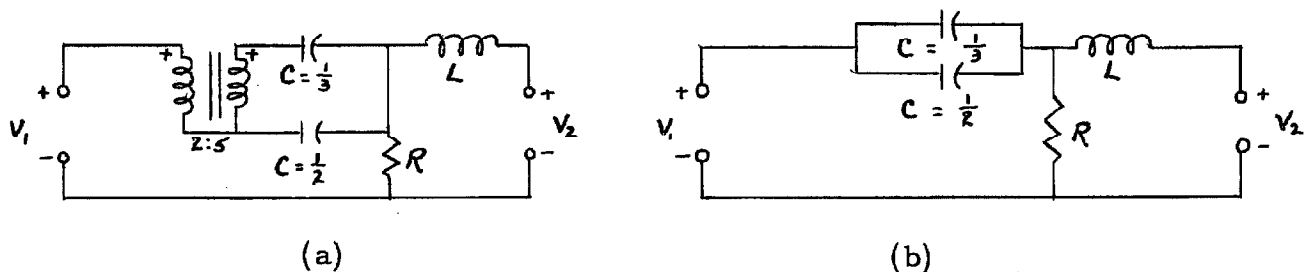 +
V₁
-
+
+
2:5
C = 1/3
C = 1/2
R
L
+
V₂
-
(a)
+
V₁
-
C = 1/3
C = 1/2
R
L
+
V₂
-
(b)